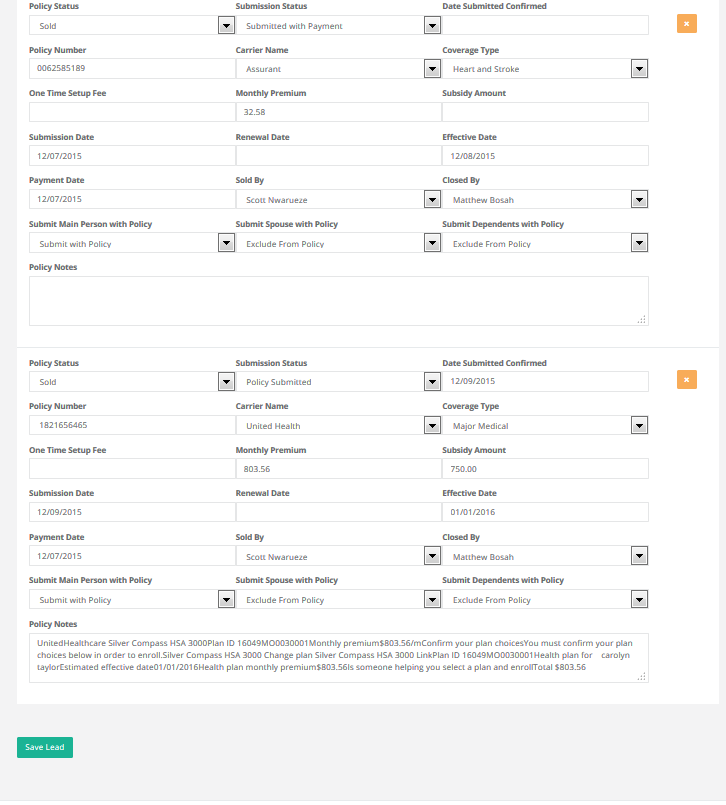 Policy Status Submission Status Date Submitted Confirmed
Sold Submitted with Payment
Policy Number Carrier Name Coverage Type
0062585189 Assurant Heart and Stroke
One Time Setup Fee Monthly Premium Subsidy Amount
32.58
Submission Date Renewal Date Effective Date
12/07/2015 12/08/2015
Payment Date Sold By Closed By
12/07/2015 Scott Nwarueze Matthew Bosah
Submit Main Person with Policy Submit Spouse with Policy Submit Dependents with Policy
Submit with Policy Exclude From Policy Exclude From Policy
Policy Notes
Policy Status Submission Status Date Submitted Confirmed
Sold Policy Submitted 12/09/2015
Policy Number Carrier Name Coverage Type
1821656465 United Health Major Medical
One Time Setup Fee Monthly Premium Subsidy Amount
803.56 750.00
Submission Date Renewal Date Effective Date
12/09/2015 01/01/2016
Payment Date Sold By Closed By
12/07/2015 Scott Nwarueze Matthew Bosah
Submit Main Person with Policy Submit Spouse with Policy Submit Dependents with Policy
Submit with Policy Exclude From Policy Exclude From Policy
Policy Notes
UnitedHealthcare Silver Compass HSA 3000Plan ID 16049MO0030001Monthly premium$803.56/mConfirm your plan choicesYou must confirm your plan
choices below in order to enroll.Silver Compass HSA 3000 Change plan Silver Compass HSA 3000 LinkPlan ID 16049MO0030001Health plan for carolyn
taylorEstimated effective date01/01/2016Health plan monthly premium$803.56Is someone helping you select a plan and enrollTotal $803.56
Save Lead